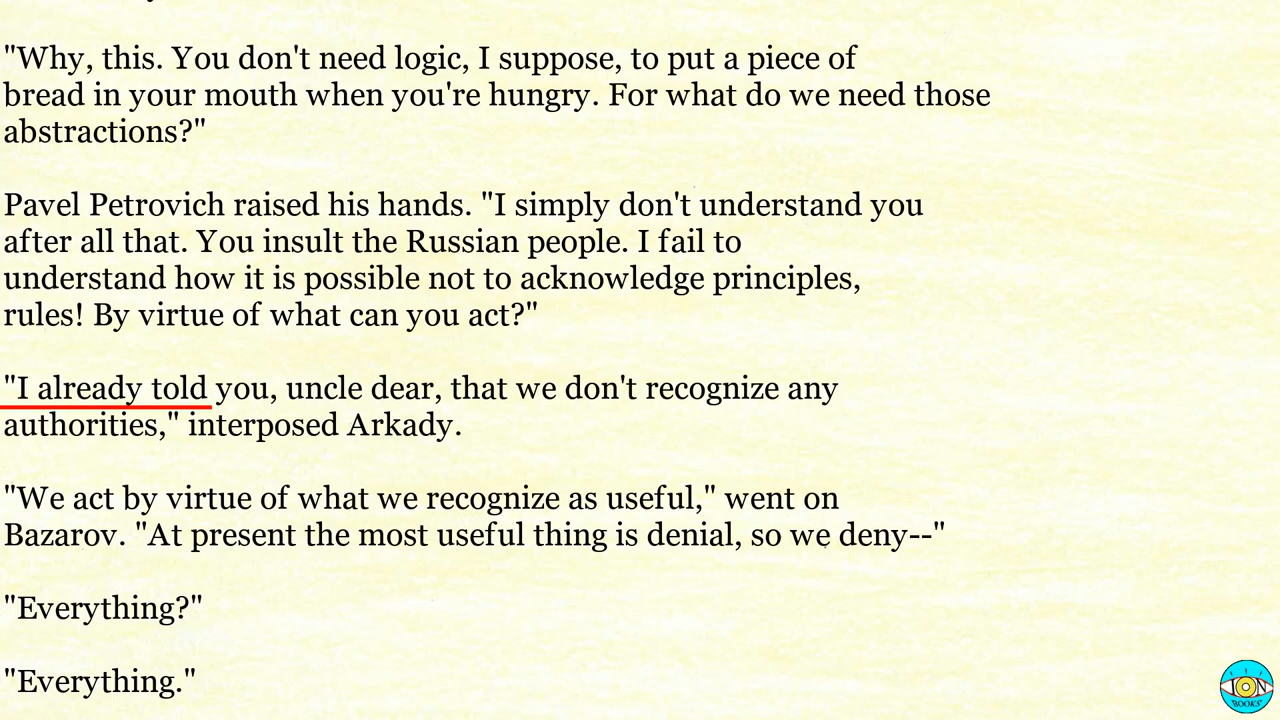 "Why, this. You don't need logic, I suppose, to put a piece of
bread in your mouth when you're hungry. For what do we need those
abstractions?"
Pavel Petrovich raised his hands. "I simply don't understand you
after all that. You insult the Russian people. I fail to
understand how it is possible not to acknowledge principles,
rules! By virtue of what can you act?"
"I already told you, uncle dear, that we don't recognize any
authorities," interposed Arkady.
"We act by virtue of what we recognize as useful," went on
Bazarov. "At present the most useful thing is denial, so we deny--"
"Everything?"
"Everything."
ION
BOOKS